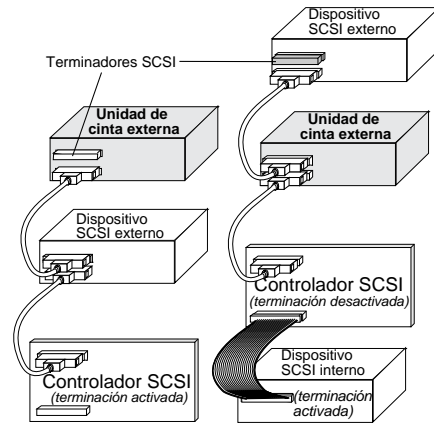 Dispositivo
SCSI externo
Terminadores SCSI
Unidad de
cinta externa
Unidad de
cinta externa
Dispositivo
SCSI externo
Controlador SCSI
(terminación desactivada)
Controlador SCSI
(terminación activada)
Dispositivo
SCSI interno
(terminación
activada)